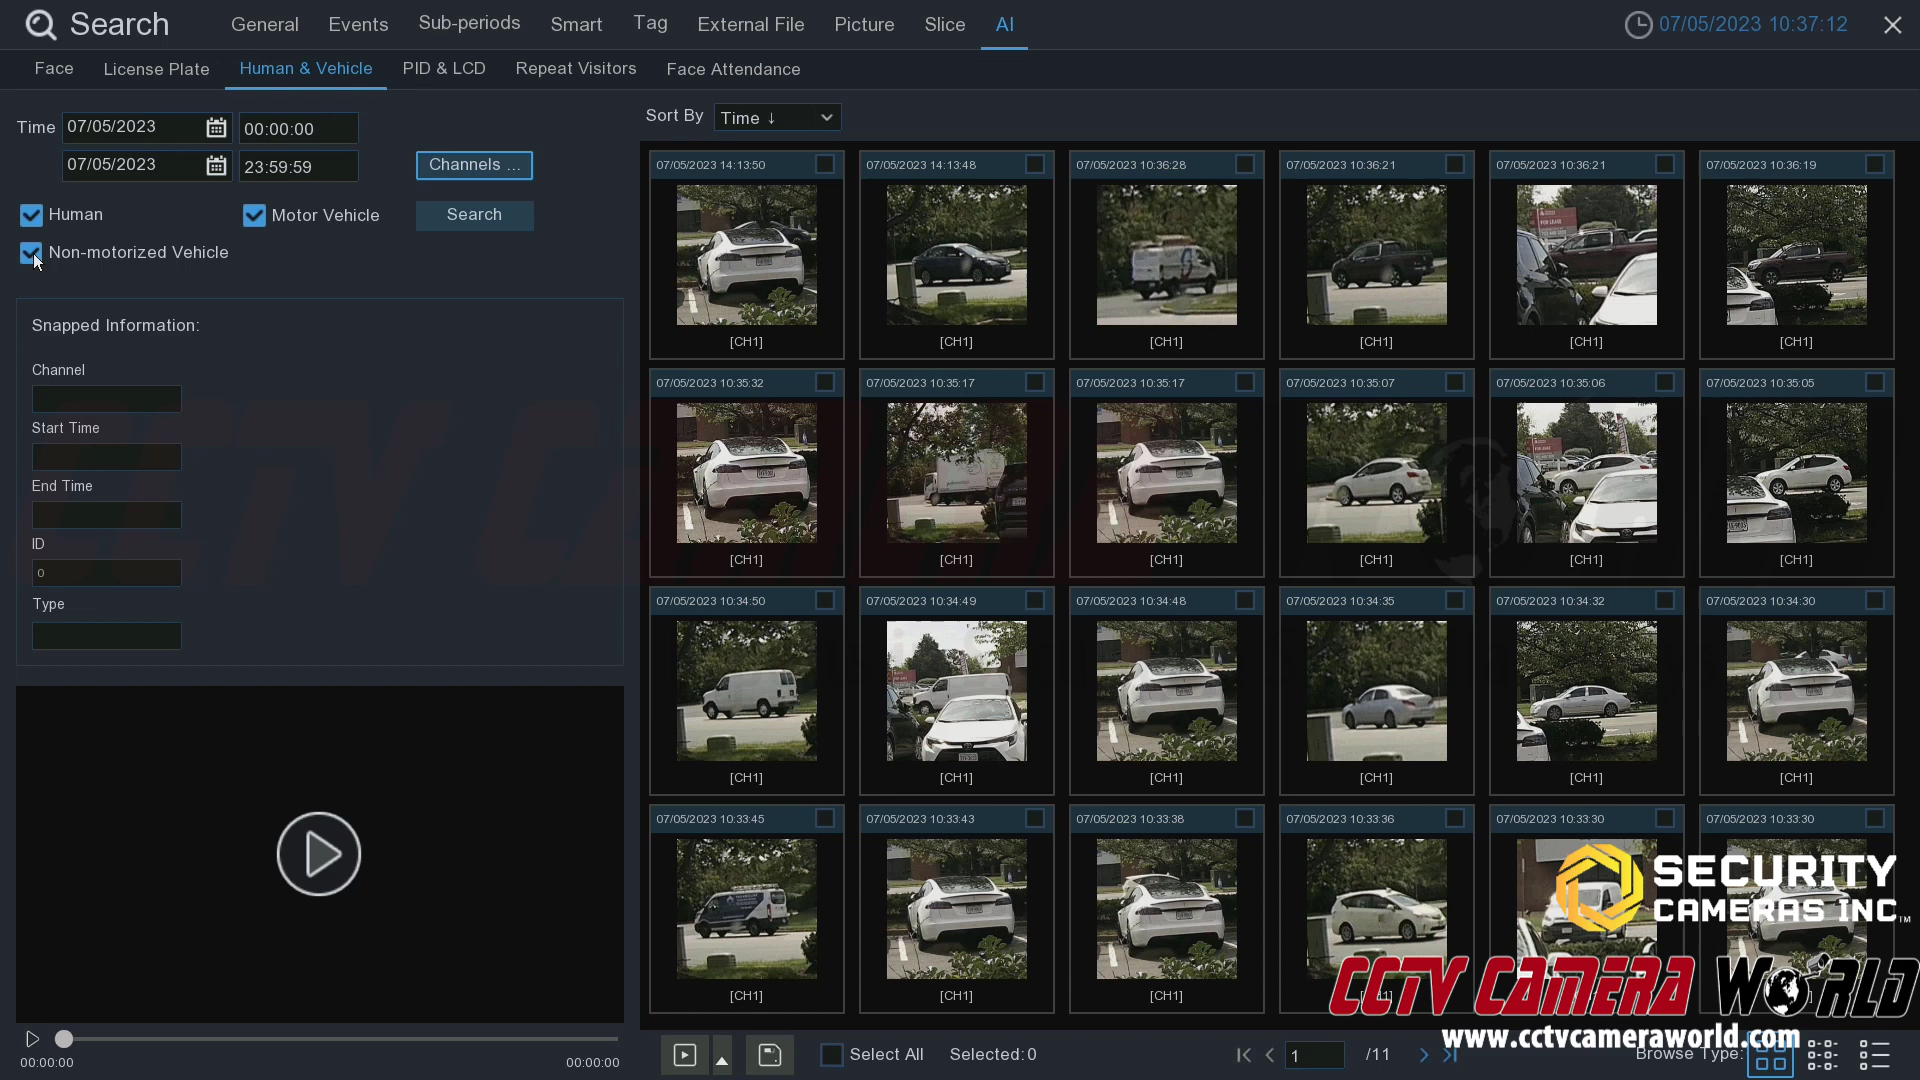 Search
General Events Sub-periods Smart Tag External File Picture Slice AI
07/05/2023 10:37:12
Face License Plate Human & Vehicle PID & LCD Repeat Visitors Face Attendance
Time 07/05/2023 00:00:00
07/05/2023 23:59:59
Channels ...
Human Motor Vehicle Search
Non-motorized Vehicle
Snapped Information:
Channel
Start Time
End Time
ID
0
Type
00:00:00 00:00:00
Sort By Time ↓
07/05/2023 14:13:50 07/05/2023 14:13:48 07/05/2023 10:36:28 07/05/2023 10:36:21 07/05/2023 10:36:21 07/05/2023 10:36:19
[CH1] [CH1] [CH1] [CH1] [CH1] [CH1]
07/05/2023 10:35:32 07/05/2023 10:35:17 07/05/2023 10:35:17 07/05/2023 10:35:07 07/05/2023 10:35:06 07/05/2023 10:35:05
[CH1] [CH1] [CH1] [CH1] [CH1] [CH1]
07/05/2023 10:34:50 07/05/2023 10:34:49 07/05/2023 10:34:48 07/05/2023 10:34:35 07/05/2023 10:34:32 07/05/2023 10:34:30
[CH1] [CH1] [CH1] [CH1] [CH1] [CH1]
07/05/2023 10:33:45 07/05/2023 10:33:43 07/05/2023 10:33:38 07/05/2023 10:33:36 07/05/2023 10:33:30 07/05/2023 10:33:30
[CH1] [CH1] [CH1]
SECURITY
CAMERAS INC™
CCTV CAMERA WORLD
www.cctvcameraworld.com
Select All Selected:0 1 /11 Browse Type: